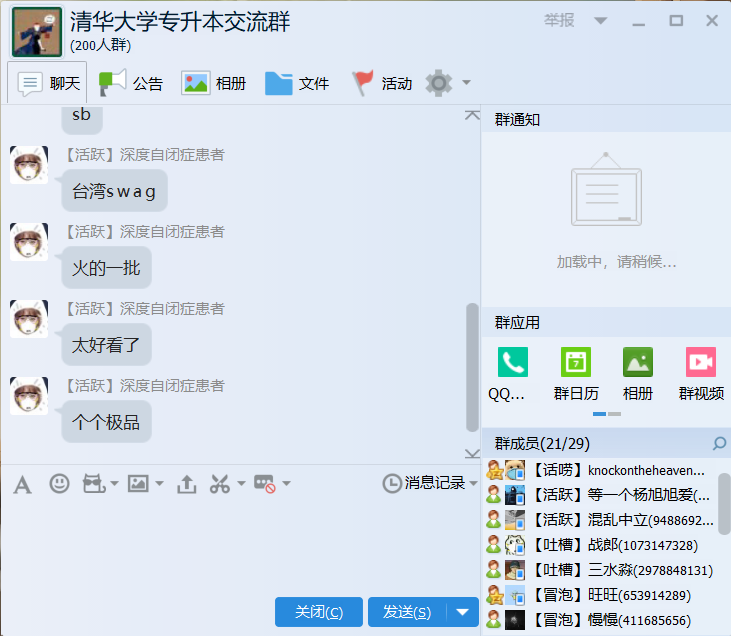 清华大学专升本交流群
(200人群)
举报
聊天 公告 相册 文件 活动
sb
【活跃】深度自闭症患者
台湾swag
【活跃】深度自闭症患者
火的一批
【活跃】深度自闭症患者
太好看了
【活跃】深度自闭症患者
个个极品
消息记录
关闭(C) 发送(S)
群通知
加载中，请稍候...
群应用
7
QQ... 群日历 相册 群视频
群成员(21/29)
【话唠】knockontheheaven...
【活跃】等一个杨旭旭爱(...
【活跃】混乱中立(9488692...
【吐槽】战郎(1073147328)
【吐槽】三水淼(2978848131)
【冒泡】旺旺(653914289)
【冒泡】慢慢(411685656)